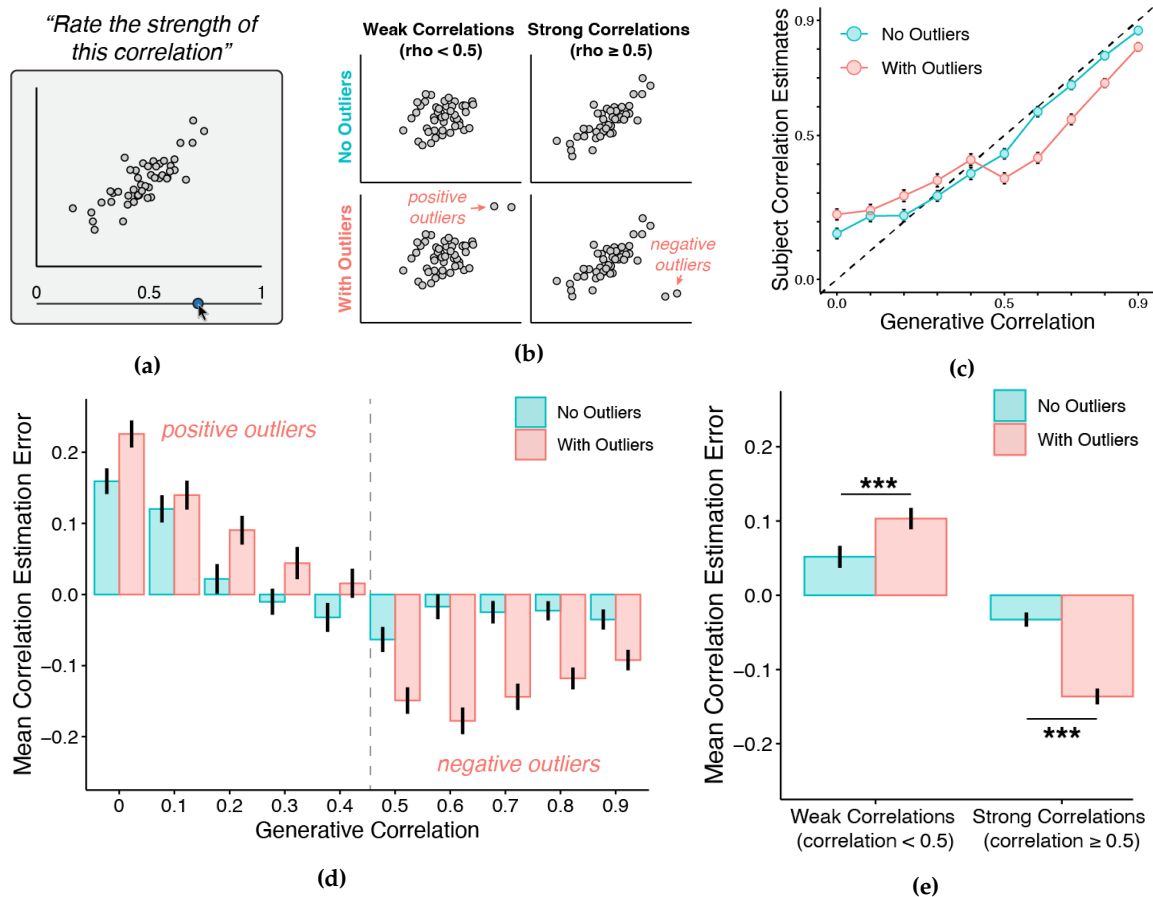 “Rate the strength of
this correlation”
0
0.5
1
(a)
Weak Correlations
(rho < 0.5)
Strong Correlations
(rho ≥ 0.5)
No Outliers
With Outliers
positive
outliers
negative
outliers
(b)
Subject Correlation Estimates
0.9
0.5
0.0
No Outliers
With Outliers
0.0
0.5
0.9
Generative Correlation
(c)
Mean Correlation Estimation Error
0.2
0.1
0.0
−0.1
−0.2
positive outliers
No Outliers
With Outliers
negative outliers
0
0.1
0.2
0.3
0.4
0.5
0.6
0.7
0.8
0.9
Generative Correlation
(d)
Mean Correlation Estimation Error
0.2
0.1
0.0
−0.1
−0.2
No Outliers
With Outliers
***
***
Weak Correlations
(correlation < 0.5)
Strong Correlations
(correlation ≥ 0.5)
(e)